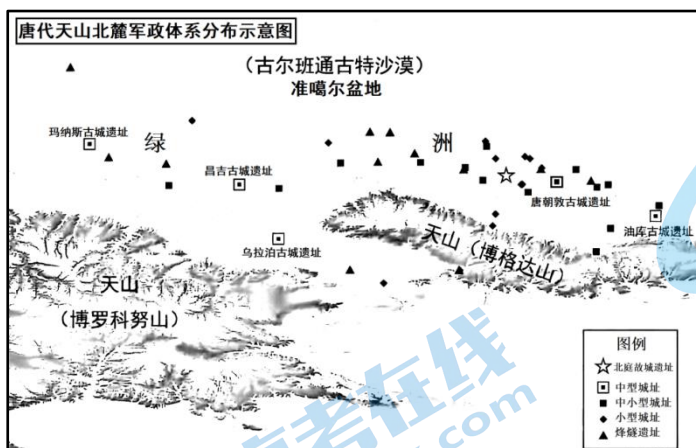 唐代天山北麓军政体系分布示意图
（古尔班通古特沙漠）
准噶尔盆地
玛纳斯古城遗址
绿
洲
昌吉古城遗址
唐朝敦古城遗址
油库古城遗址
乌拉泊古城遗址
天山（博格达山）
天山
（博罗科努山）
图例
北庭故城遗址
中型城址
中小型城址
小型城址
烽燧遗址
考在线
.com